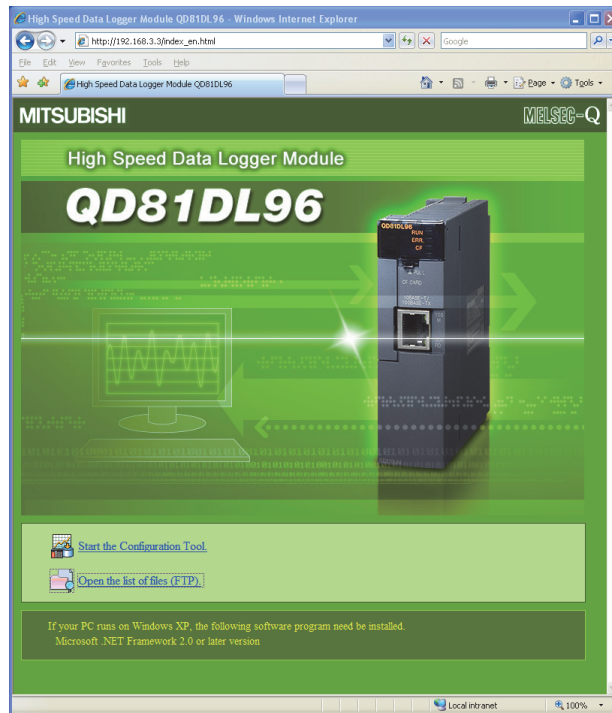 High Speed Data Logger Module QD81DL96 - Windows Internet Explorer
http://192.168.3.3/index_en.html
Google
File Edit View Favorites Tools Help
High Speed Data Logger Module QD81DL96
Page
Tools
MITSUBISHI
MELSEC-Q
High Speed Data Logger Module
QD81DL96
QD81DL96
RUN
ERR.
CF
PULL
CF CARD
10BASE-T/
100BASE-TX
Start the Configuration Tool.
Open the list of files (FTP).
If your PC runs on Windows XP, the following software program need be installed.
Microsoft .NET Framework 2.0 or later version
Local intranet
100%